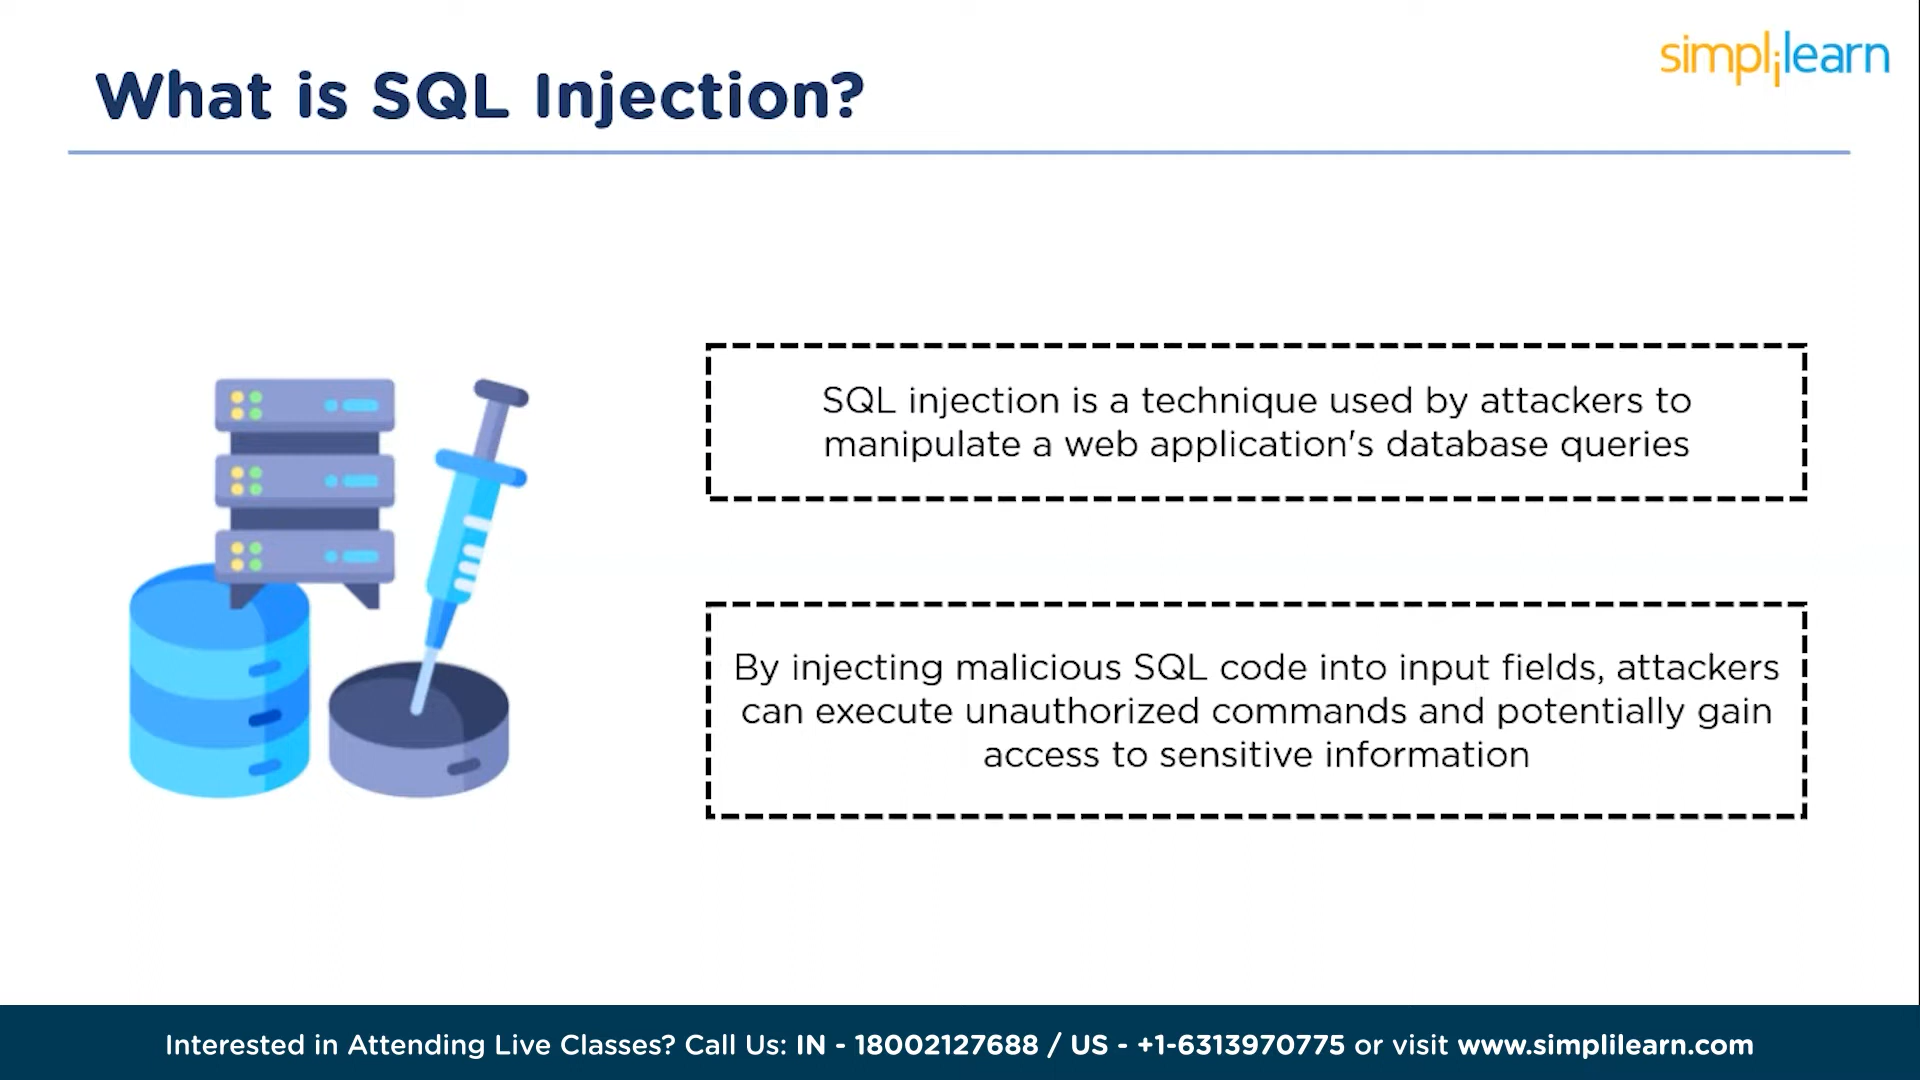 What is SQL Injection?
simplilearn
SQL injection is a technique used by attackers to
manipulate a web application's database queries
By injecting malicious SQL code into input fields, attackers
can execute unauthorized commands and potentially gain
access to sensitive information
Interested in Attending Live Classes? Call Us: IN - 18002127688 / US - +1-6313970775 or visit www.simplilearn.com